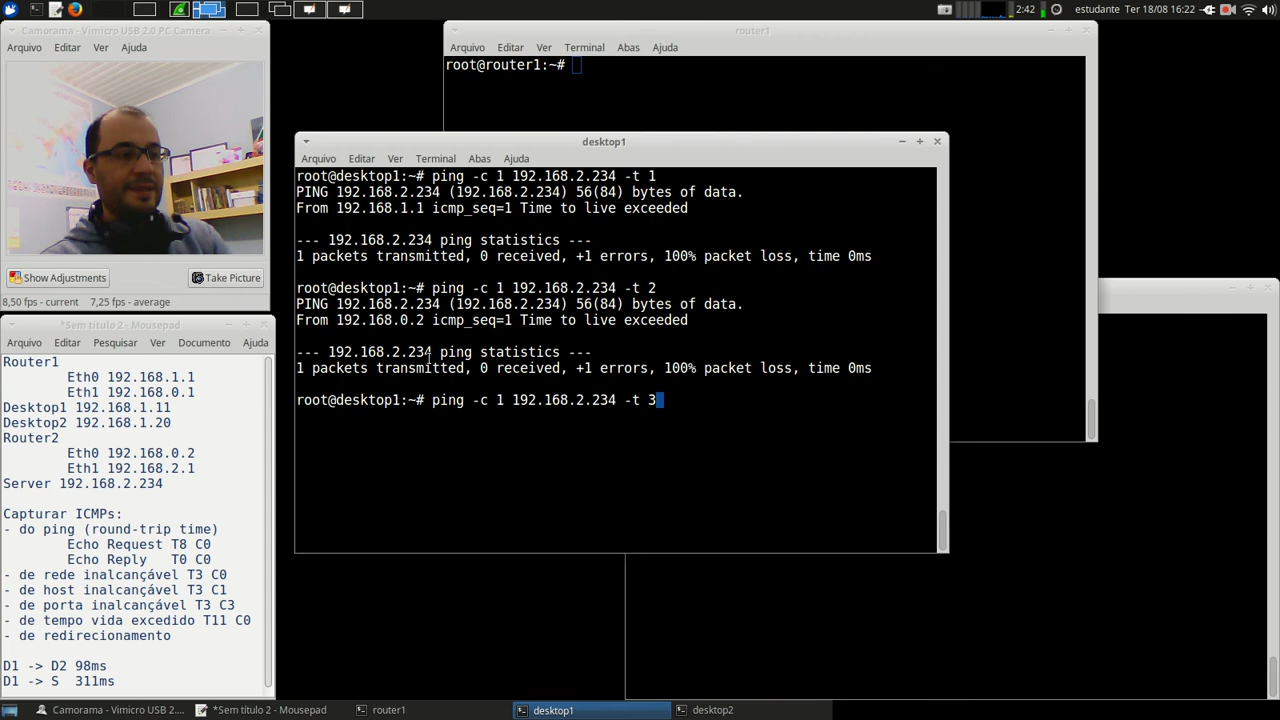 2:42 estudante Ter 18/08 16:22
Camorama - Vimicro USB 2.0 PC Camera
Arquivo Editar Ver Ajuda
Show Adjustments Take Picture
8,50 fps - current 7,25 fps - average
router1
Arquivo Editar Ver Terminal Abas Ajuda
root@router1:~#
desktop1
Arquivo Editar Ver Terminal Abas Ajuda
root@desktop1:~# ping -c 1 192.168.2.234 -t 1
PING 192.168.2.234 (192.168.2.234) 56(84) bytes of data.
From 192.168.1.1 icmp_seq=1 Time to live exceeded
--- 192.168.2.234 ping statistics ---
1 packets transmitted, 0 received, +1 errors, 100% packet loss, time 0ms
root@desktop1:~# ping -c 1 192.168.2.234 -t 2
PING 192.168.2.234 (192.168.2.234) 56(84) bytes of data.
From 192.168.0.2 icmp_seq=1 Time to live exceeded
--- 192.168.2.234 ping statistics ---
1 packets transmitted, 0 received, +1 errors, 100% packet loss, time 0ms
root@desktop1:~# ping -c 1 192.168.2.234 -t 3
*Sem título 2 - Mousepad
Arquivo Editar Pesquisar Ver Documento Ajuda
Router1
Eth0 192.168.1.1
Eth1 192.168.0.1
Desktop1 192.168.1.11
Desktop2 192.168.1.20
Router2
Eth0 192.168.0.2
Eth1 192.168.2.1
Server 192.168.2.234
Capturar ICMPs:
- do ping (round-trip time)
Echo Request T8 C0
Echo Reply T0 C0
- de rede inalcançável T3 C0
- de host inalcançável T3 C1
- de porta inalcançável T3 C3
- de tempo vida excedido T11 C0
- de redirecionamento
D1 -> D2 98ms
D1 -> S 311ms
Camorama - Vimicro USB 2.... *Sem título 2 - Mousepad router1 desktop1 desktop2